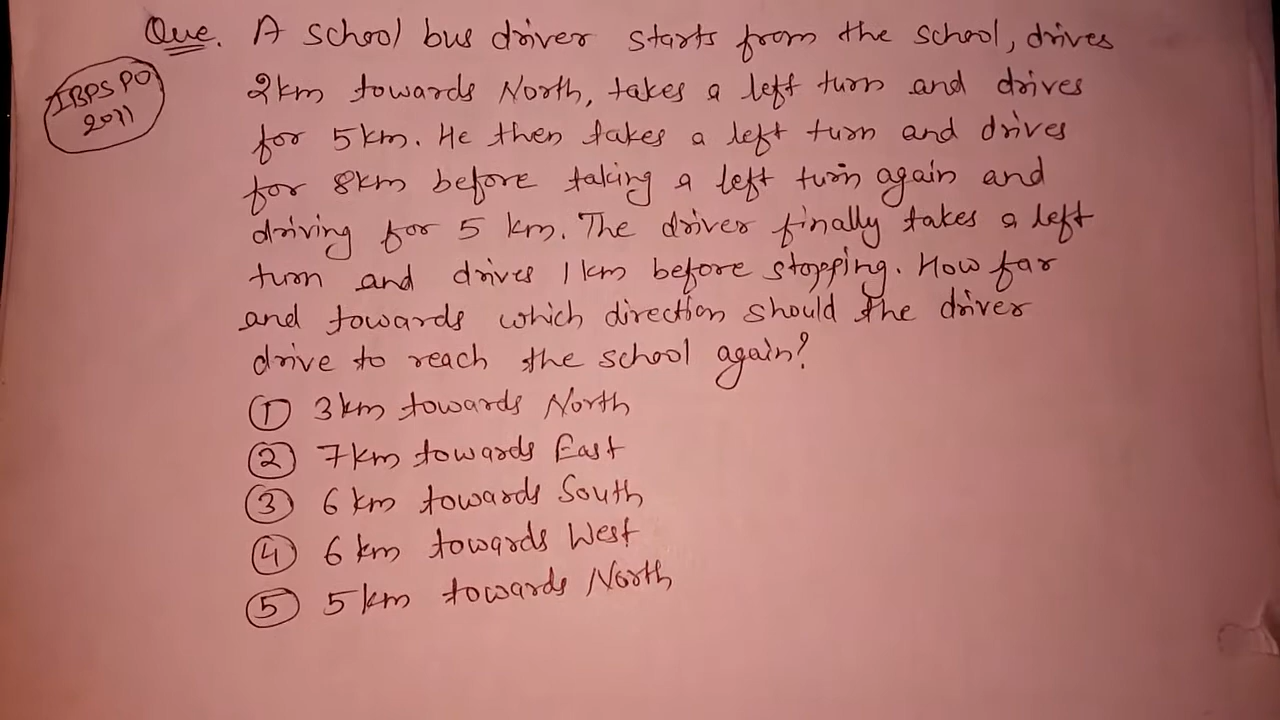 Que. A school bus driver starts from the school, drives
IBPS PO
2011
2km towards North, takes a left turn and drives
for 5km. He then takes a left turn and drives
for 8km before taking a left turn again and
driving for 5 km. The driver finally takes a left
turn and drives 1km before stopping. How far
and towards which direction should the driver
drive to reach the school again?
① 3km towards North
② 7km towards East
③ 6 km towards South
④ 6 km towards West
⑤ 5km towards North